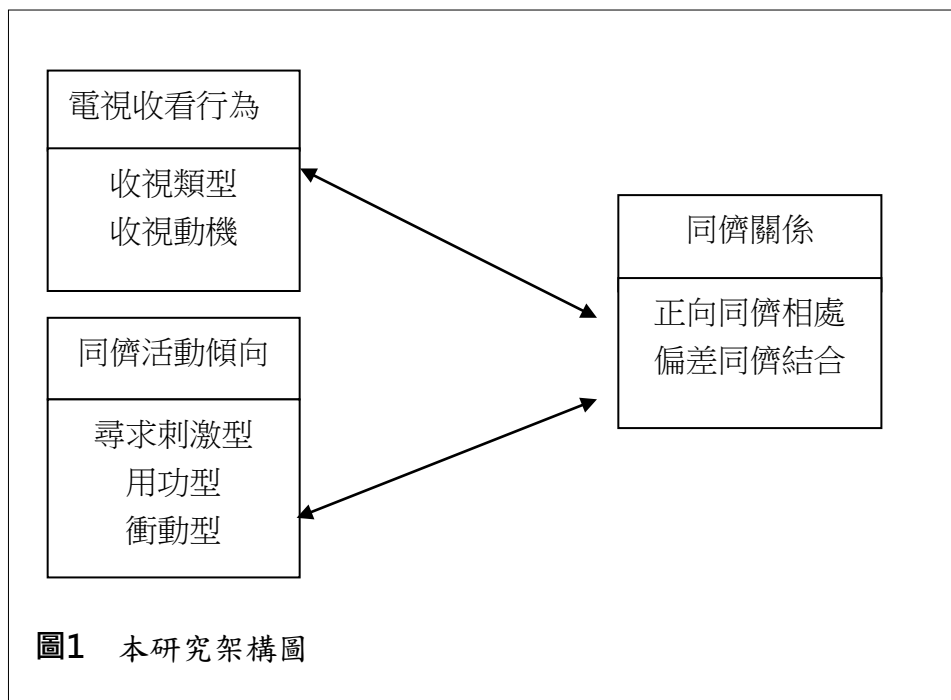 電視收看行為
收視類型
收視動機
同儕活動傾向
尋求刺激型
用功型
衝動型
同儕關係
正向同儕相處
偏差同儕結合
圖1 本研究架構圖